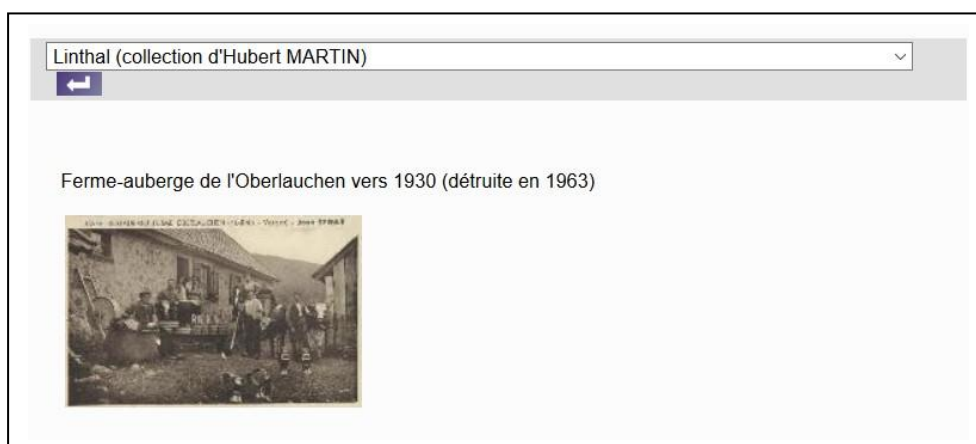 Linthal (collection d'Hubert MARTIN)
Ferme-auberge de l'Oberlauchen vers 1930 (détruite en 1963)